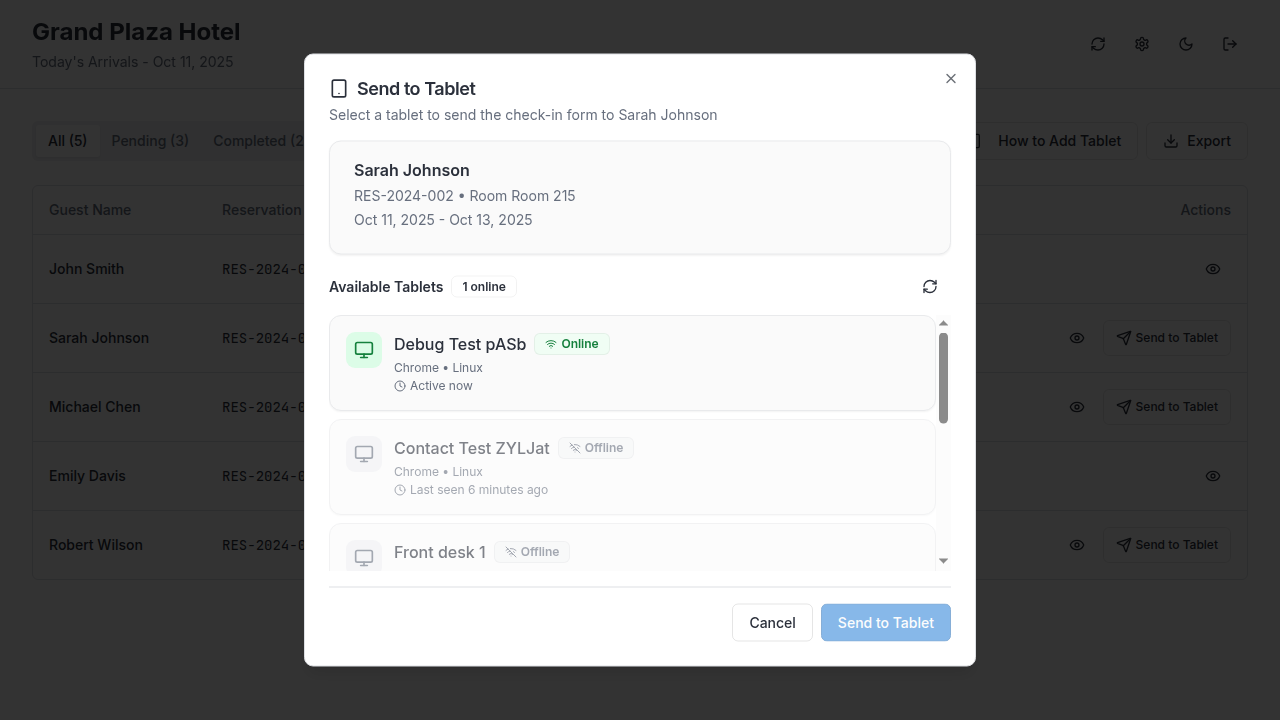 Grand Plaza Hotel
Today's Arrivals - Oct 11, 2025
All (5) Pending (3) Completed (2
How to Add Tablet Export
Guest Name Reservation Actions
John Smith RES-2024-0
Sarah Johnson RES-2024-0 Send to Tablet
Michael Chen RES-2024-0 Send to Tablet
Emily Davis RES-2024-0
Robert Wilson RES-2024-0 Send to Tablet
Send to Tablet
Select a tablet to send the check-in form to Sarah Johnson
Sarah Johnson
RES-2024-002 • Room Room 215
Oct 11, 2025 - Oct 13, 2025
Available Tablets 1 online
Debug Test pASb Online
Chrome • Linux
Active now
Contact Test ZYLJat Offline
Chrome • Linux
Last seen 6 minutes ago
Front desk 1 Offline
Cancel Send to Tablet